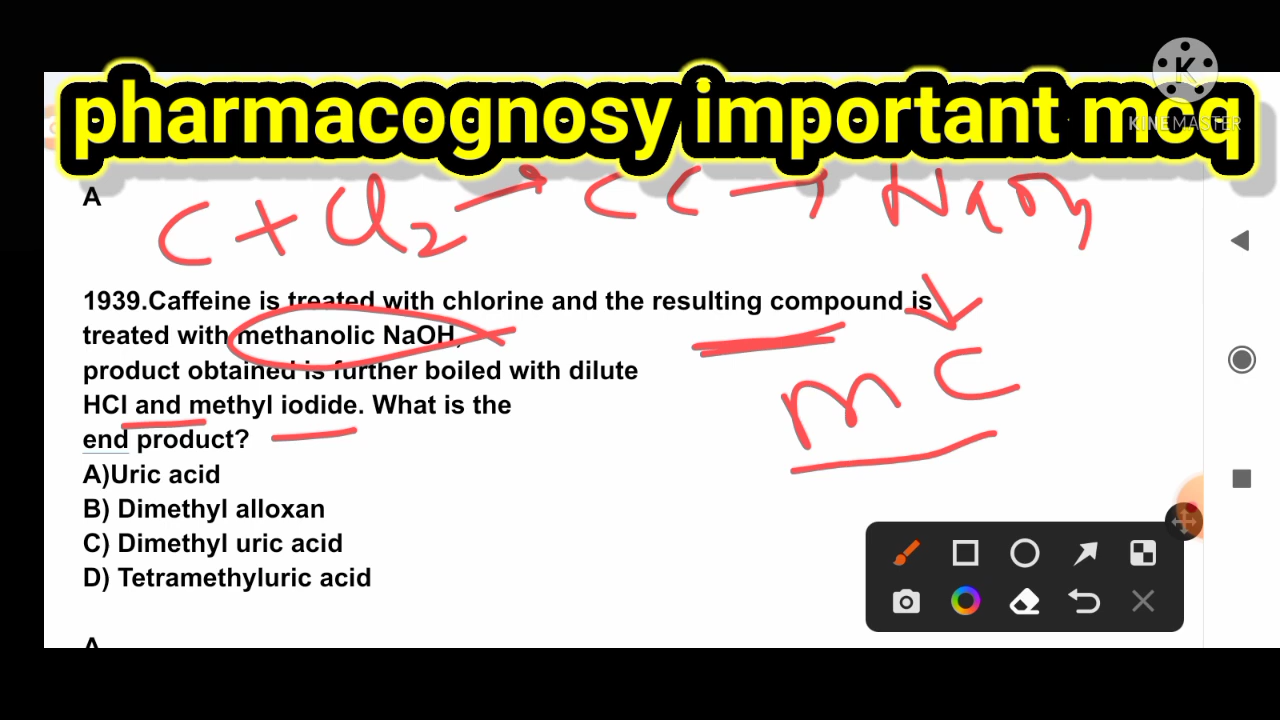 pharmacognosy important mcq
KINEMASTER
A
C + Cl2 → CC → NaOH
1939.Caffeine is treated with chlorine and the resulting compound is
treated with methanolic NaOH,
product obtained is further boiled with dilute
HCl and methyl iodide. What is the
end product?
MC
A)Uric acid
B) Dimethyl alloxan
C) Dimethyl uric acid
D) Tetramethyluric acid
A